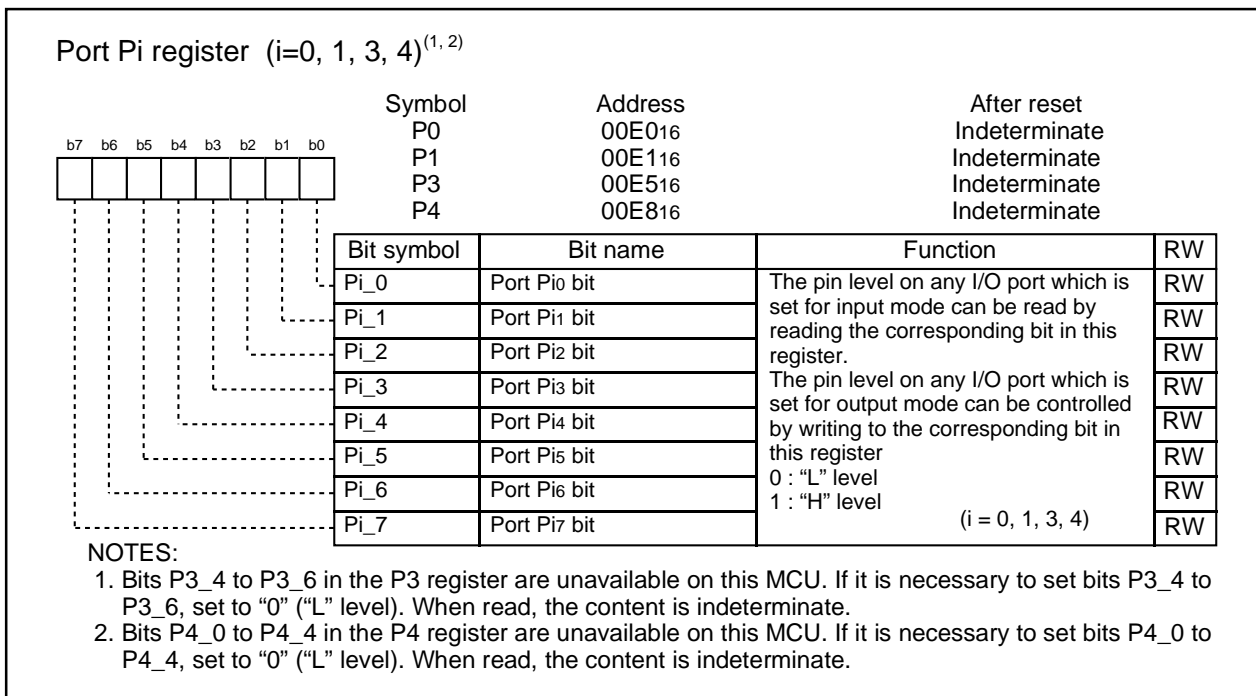 Port Pi register (i=0, 1, 3, 4)(1, 2)
Symbol Address After reset
P0 00E016 Indeterminate
b7 b6 b5 b4 b3 b2 b1 b0
P1 00E116 Indeterminate
P3 00E516 Indeterminate
P4 00E816 Indeterminate
Bit symbol Bit name Function RW
Pi_0 Port Pi0 bit RW
Pi_1 Port Pi1 bit RW
Pi_2 Port Pi2 bit RW
Pi_3 Port Pi3 bit RW
Pi_4 Port Pi4 bit RW
Pi_5 Port Pi5 bit RW
Pi_6 Port Pi6 bit RW
Pi_7 Port Pi7 bit RW
The pin level on any I/O port which is
set for input mode can be read by
reading the corresponding bit in this
register.
The pin level on any I/O port which is
set for output mode can be controlled
by writing to the corresponding bit in
this register
0 : “L” level
1 : “H” level
(i = 0, 1, 3, 4)
NOTES:
1. Bits P3_4 to P3_6 in the P3 register are unavailable on this MCU. If it is necessary to set bits P3_4 to
P3_6, set to “0” (“L” level). When read, the content is indeterminate.
2. Bits P4_0 to P4_4 in the P4 register are unavailable on this MCU. If it is necessary to set bits P4_0 to
P4_4, set to “0” (“L” level). When read, the content is indeterminate.